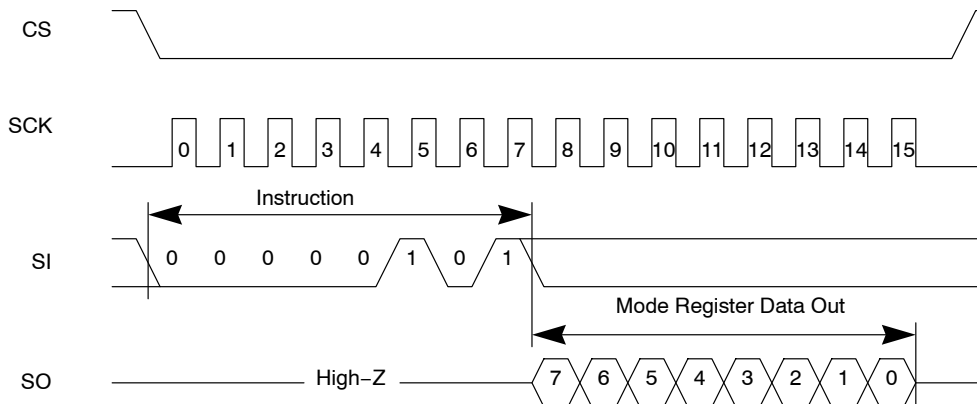 CS
SCK
0 1 2 3 4 5 6 7 8 9 10 11 12 13 14 15
Instruction
SI
0 0 0 0 0 1 0 1
Mode Register Data Out
SO
High–Z
7 6 5 4 3 2 1 0